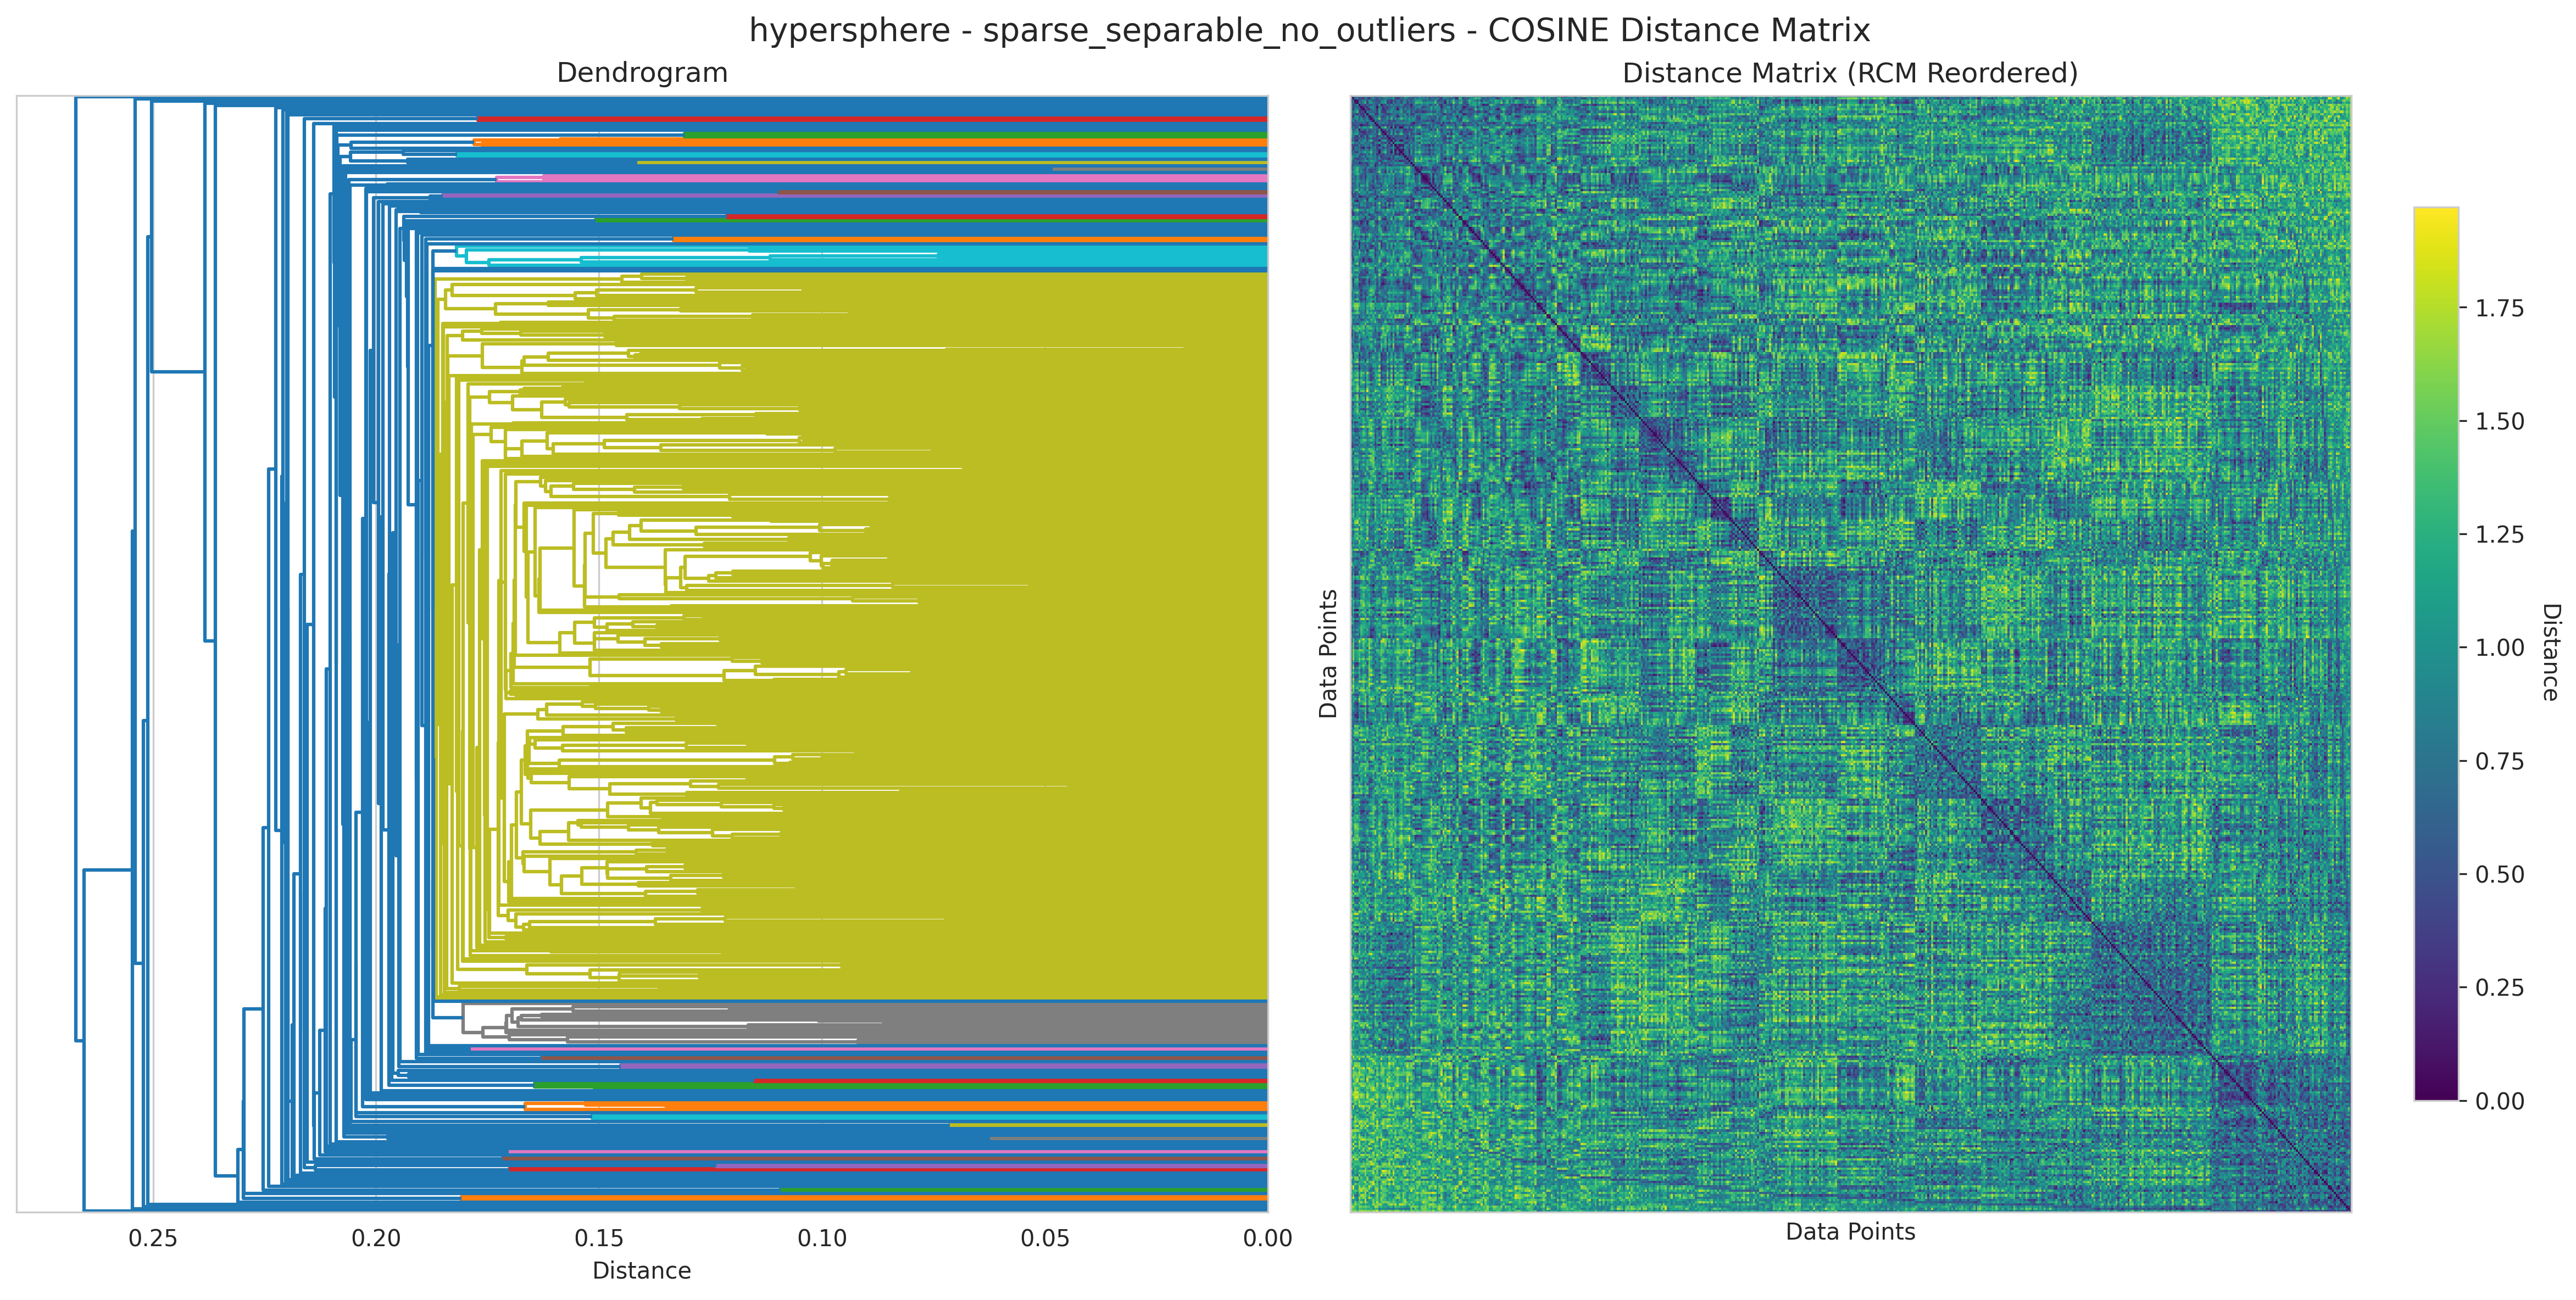 hypersphere - sparse_separable_no_outliers - COSINE Distance Matrix
Dendrogram
0.25 0.20 0.15 0.10 0.05 0.00
Distance
Distance Matrix (RCM Reordered)
Data Points
Data Points
1.75
1.50
1.25
1.00
0.75
0.50
0.25
0.00
Distance